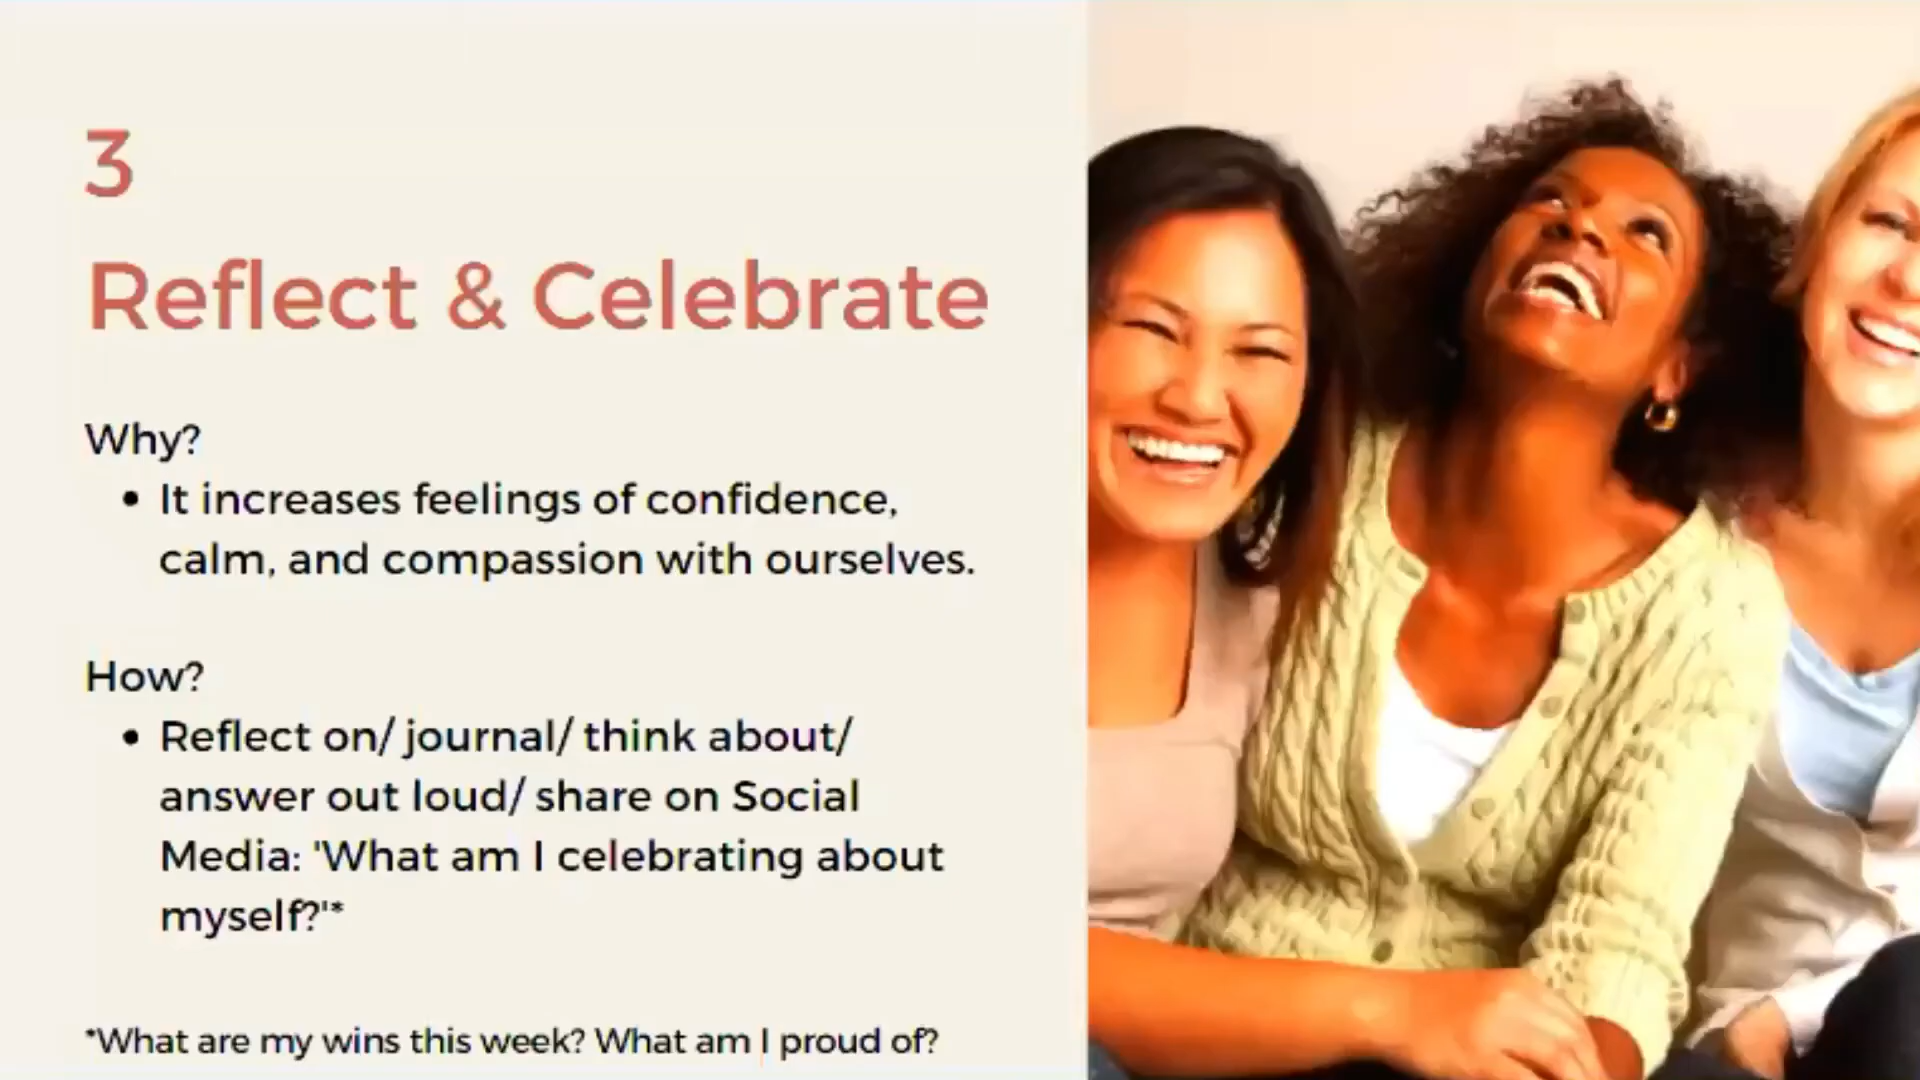 3
Reflect & Celebrate
Why?
• It increases feelings of confidence,
calm, and compassion with ourselves.
How?
• Reflect on/ journal/ think about/
answer out loud/ share on Social
Media: 'What am I celebrating about
myself?'*
*What are my wins this week? What am I proud of?